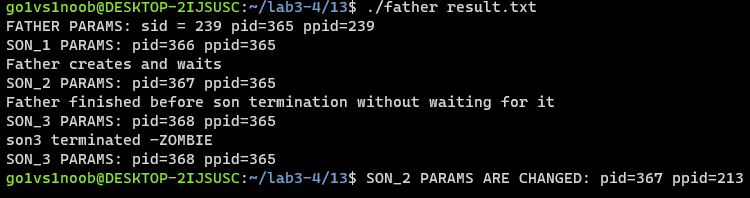 go1vs1noob@DESKTOP-2IJSUSC:~/lab3-4/13$ ./father result.txt
FATHER PARAMS: sid = 239 pid=365 ppid=239
SON_1 PARAMS: pid=366 ppid=365
Father creates and waits
SON_2 PARAMS: pid=367 ppid=365
Father finished before son termination without waiting for it
SON_3 PARAMS: pid=368 ppid=365
son3 terminated -ZOMBIE
SON_3 PARAMS: pid=368 ppid=365
go1vs1noob@DESKTOP-2IJSUSC:~/lab3-4/13$ SON_2 PARAMS ARE CHANGED: pid=367 ppid=213